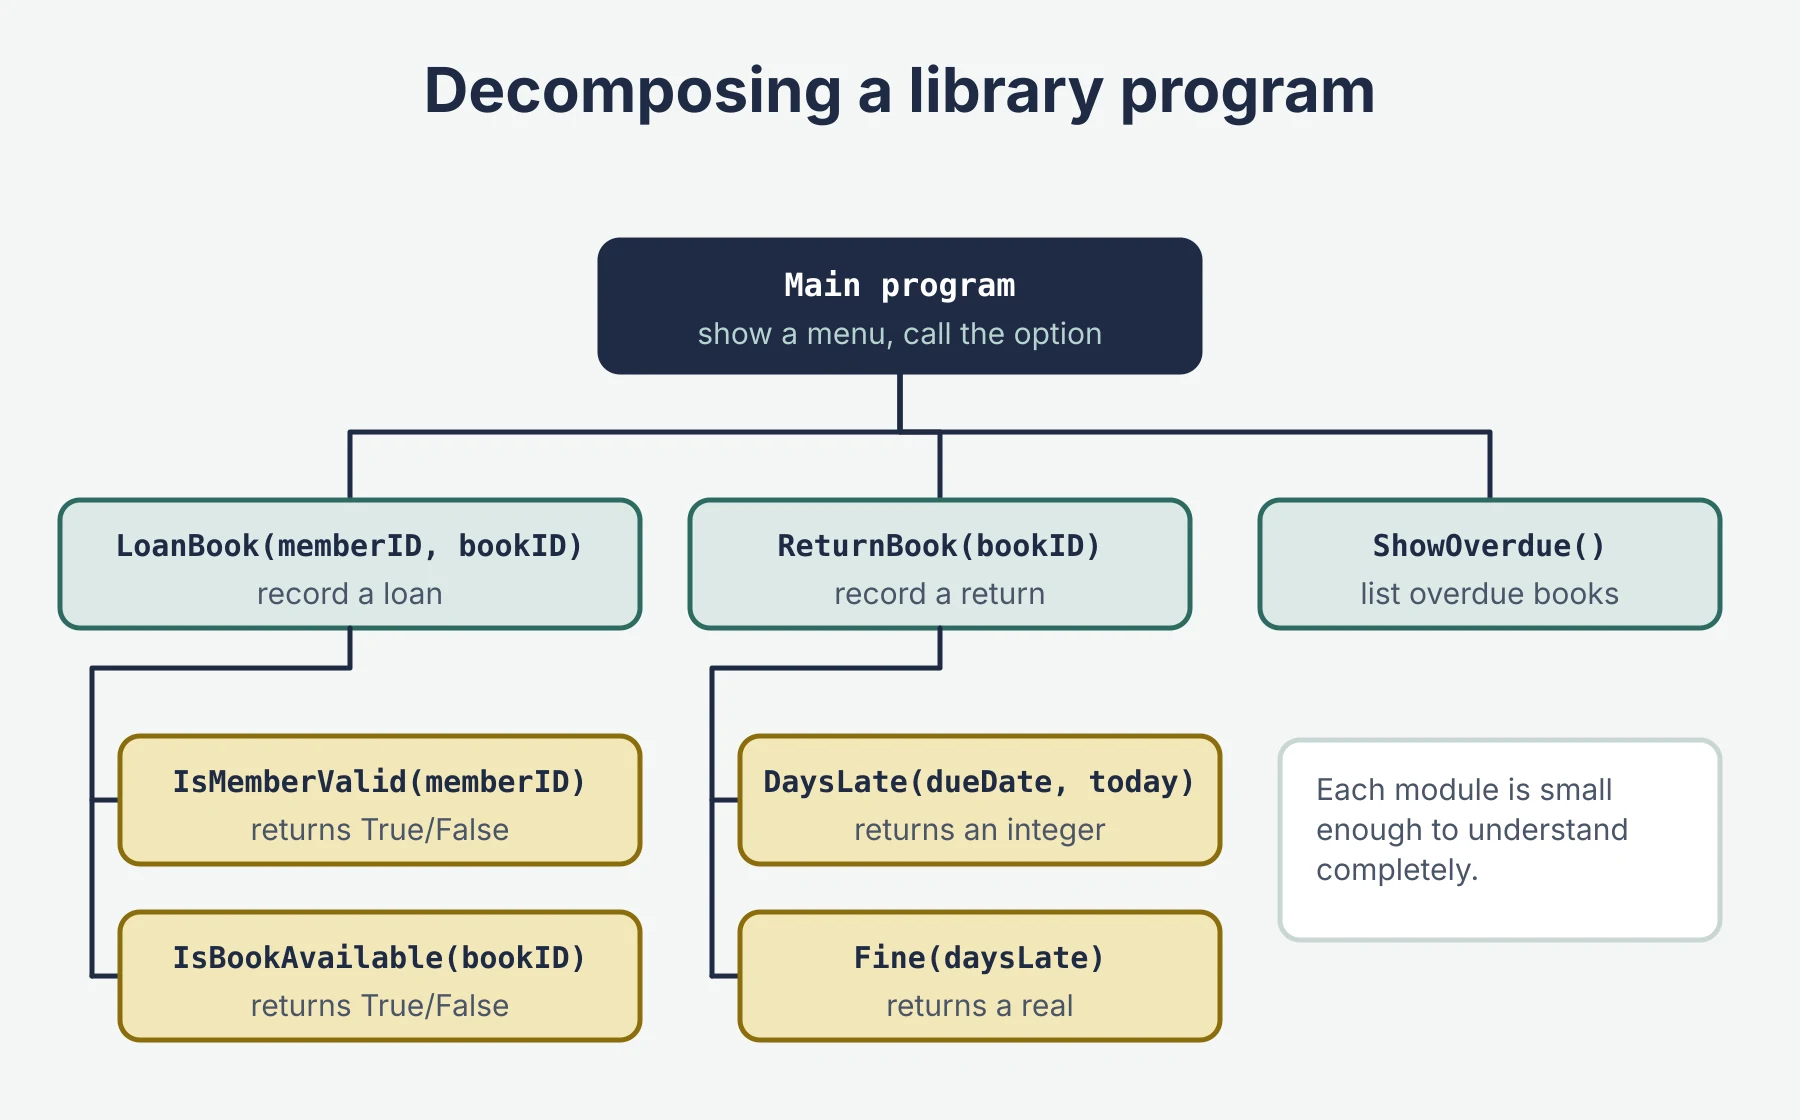 Decomposing a library program
Main program
show a menu, call the option
LoanBook(memberID, bookID)
record a loan
ReturnBook(bookID)
record a return
ShowOverdue()
list overdue books
IsMemberValid(memberID)
returns True/False
DaysLate(dueDate, today)
returns an integer
Each module is small
enough to understand
completely.
IsBookAvailable(bookID)
returns True/False
Fine(daysLate)
returns a real